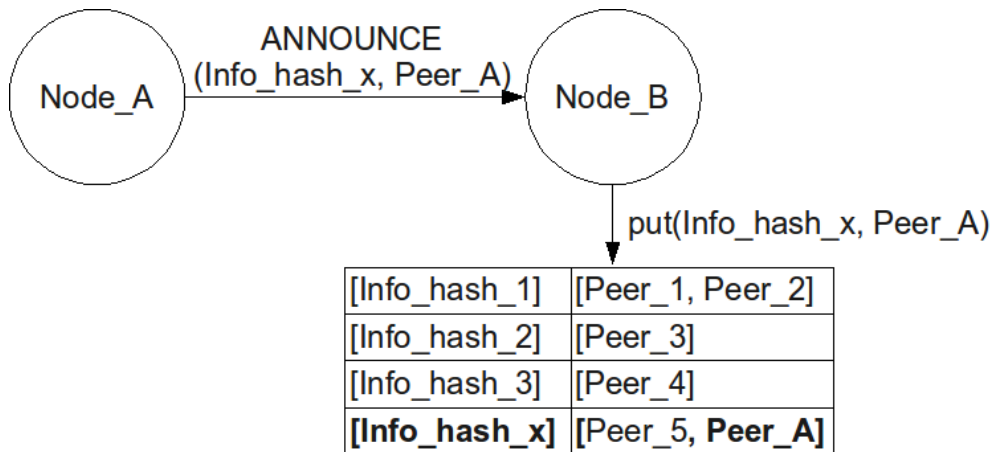 ANNOUNCE
(Info_hash_x, Peer_A)
Node_A
Node_B
put(Info_hash_x, Peer_A)
[Info_hash_1] [Peer_1, Peer_2]
[Info_hash_2] [Peer_3]
[Info_hash_3] [Peer_4]
[Info_hash_x] [Peer_5, Peer_A]